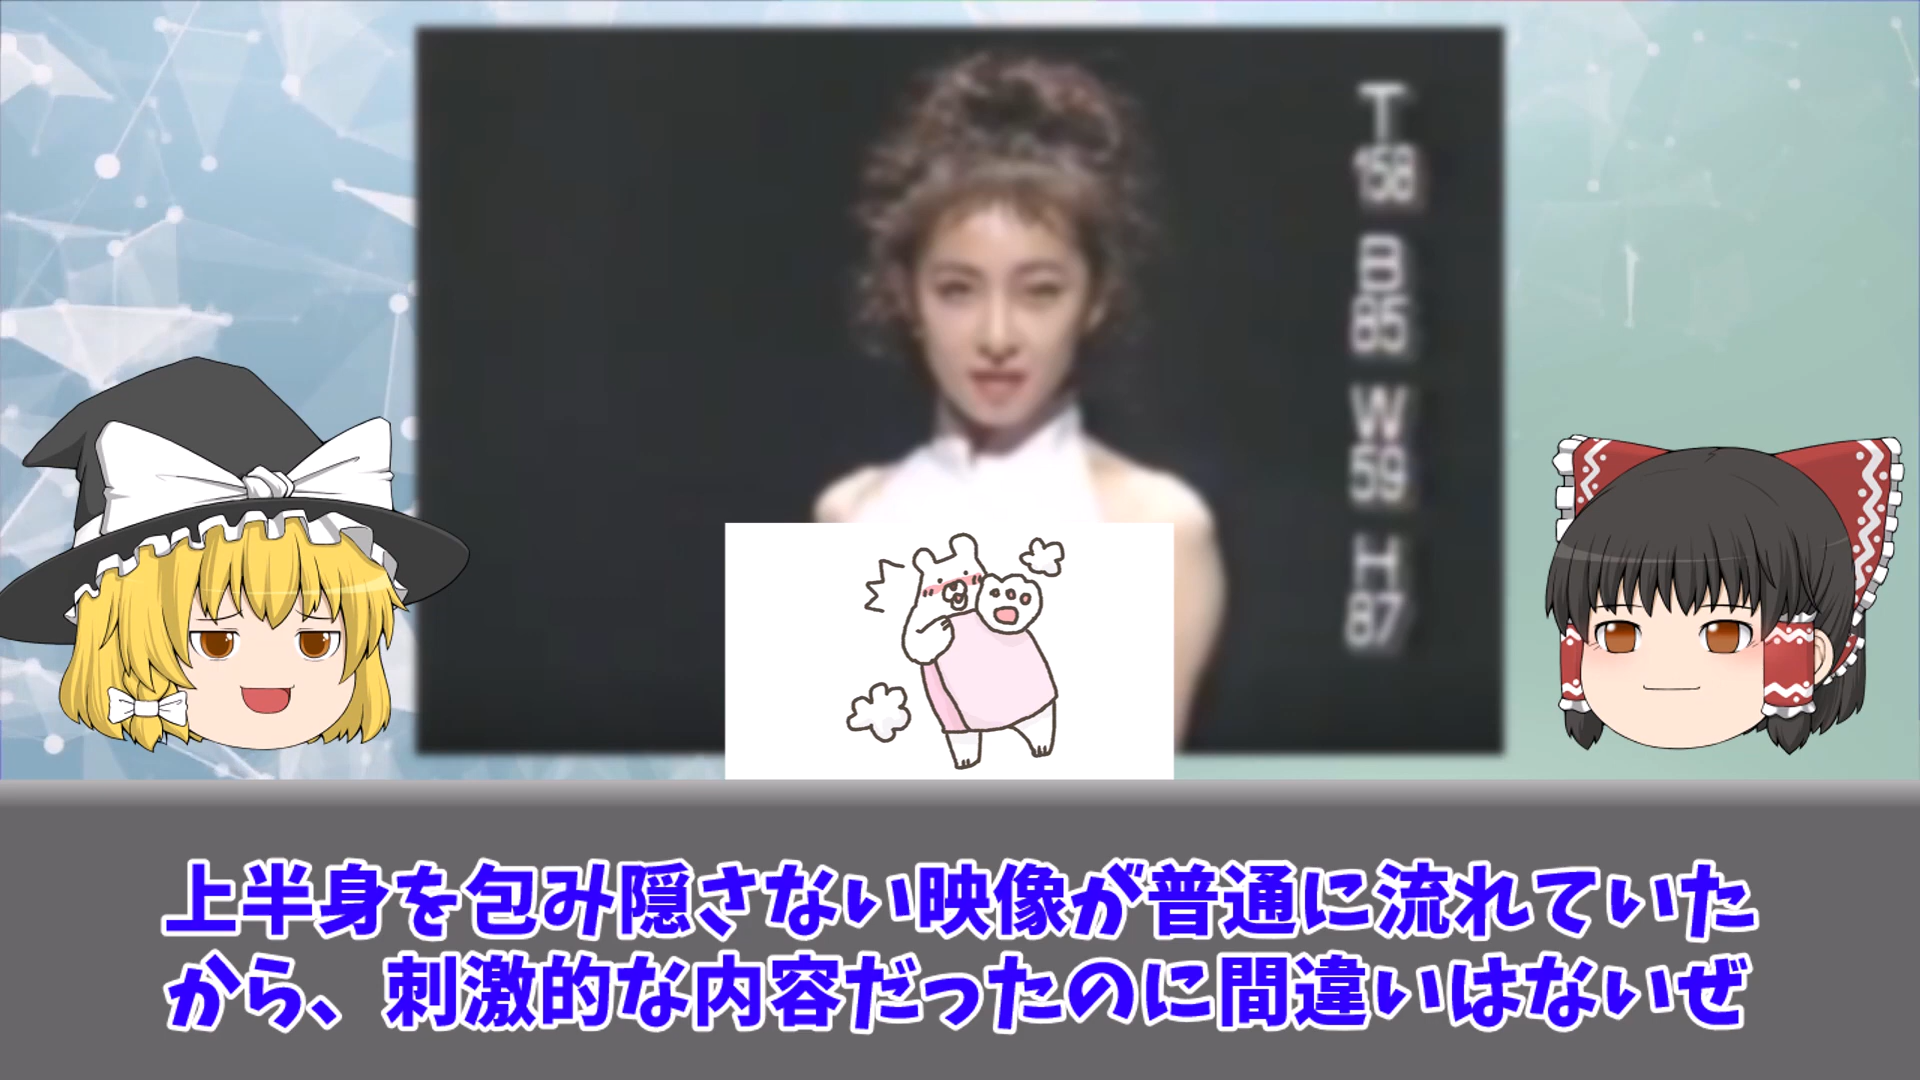 T
158
B
85
W
59
H
87
上半身を包み隠さない映像が普通に流れていた
から、刺激的な内容だったのに間違いはないぜ